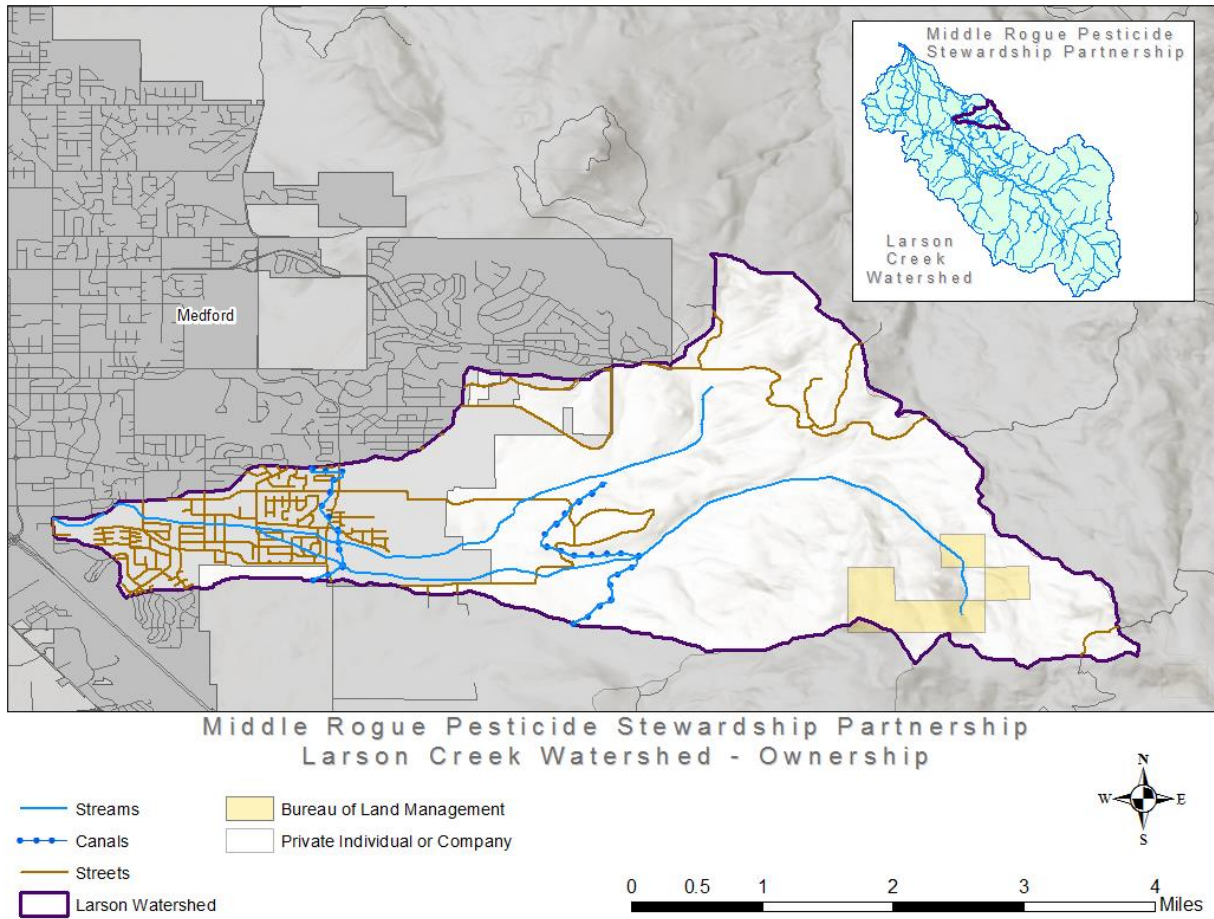 Middle Rogue Pesticide
Stewardship Partnership
Larson
Creek
Watershed
Medford
Middle Rogue Pesticide Stewardship Partnership
Larson Creek Watershed - Ownership
Streams
Canals
Streets
Larson Watershed
Bureau of Land Management
Private Individual or Company
N
W E
S
0 0.5 1 2 3 4
Miles